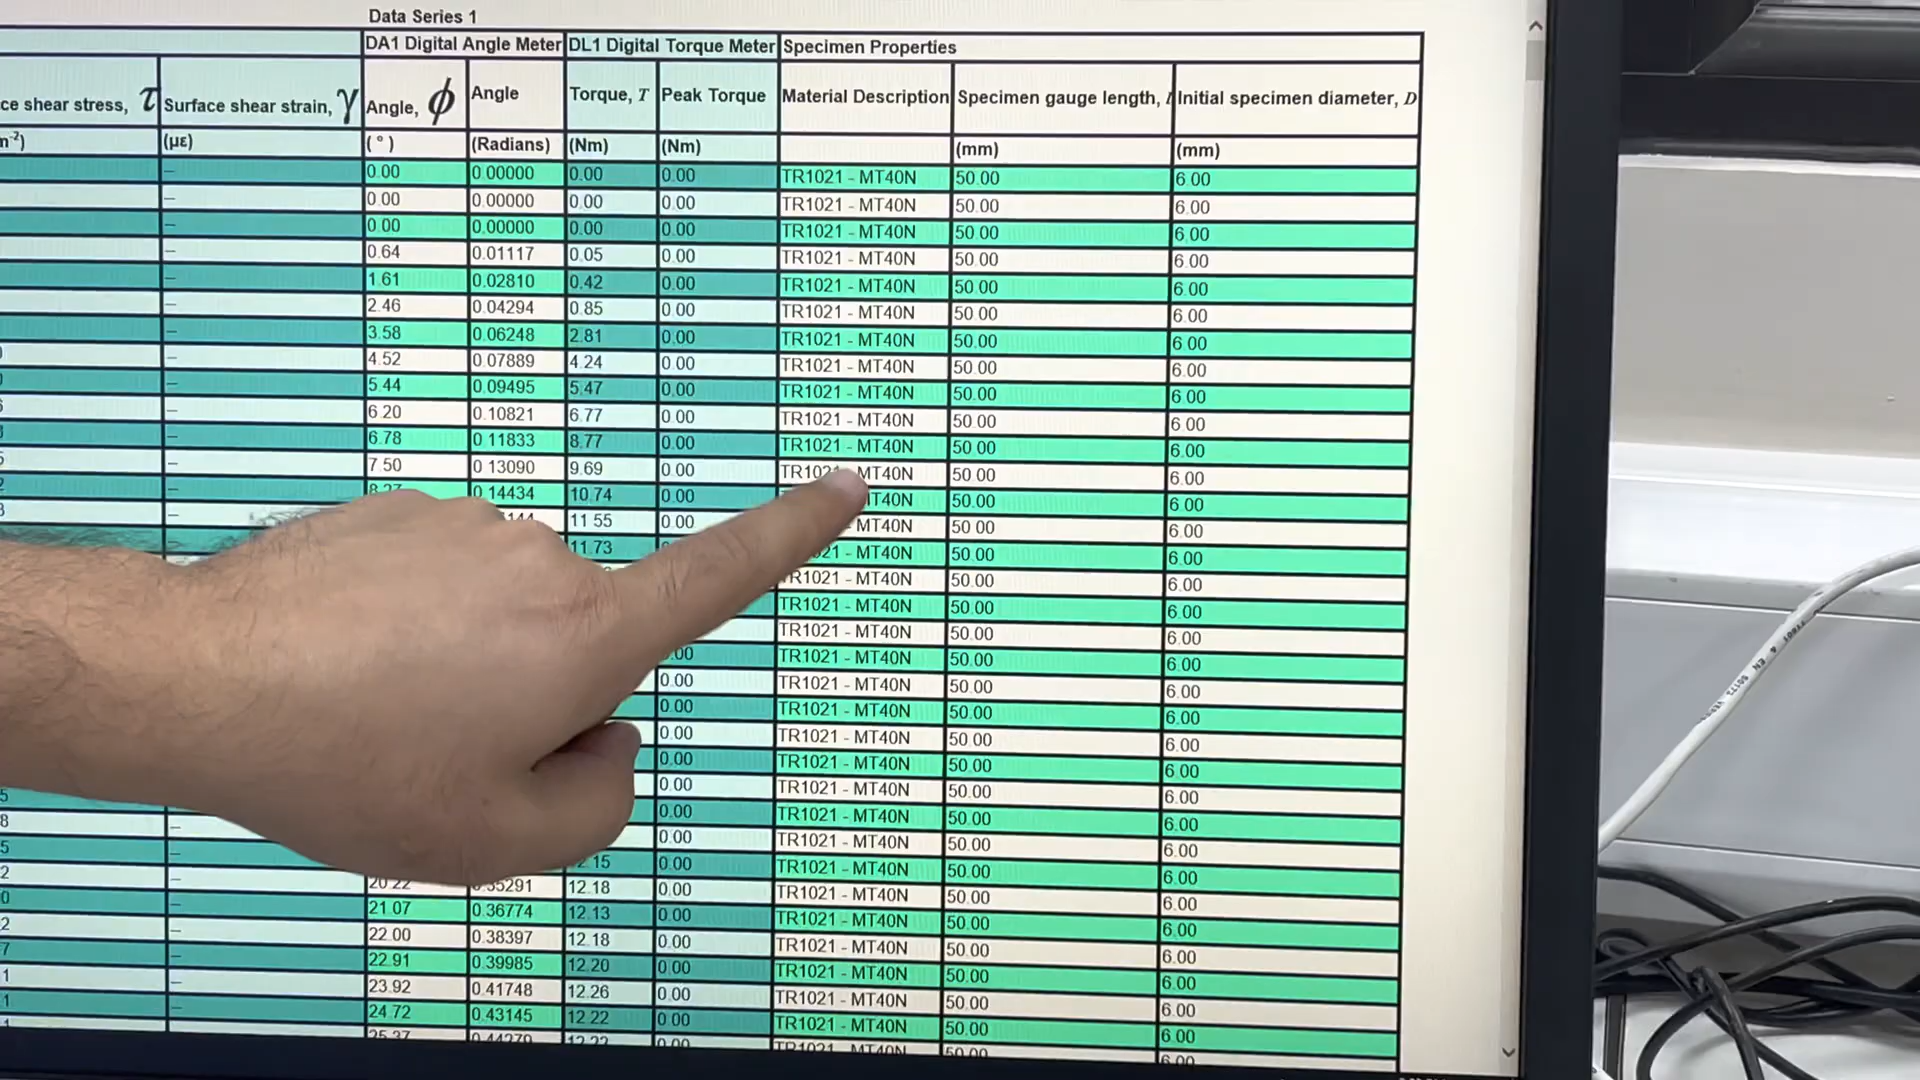 Data Series 1
DA1 Digital Angle Meter DL1 Digital Torque Meter Specimen Properties
ce shear stress, τ Surface shear strain, γ Angle, ϕ Angle Torque, T Peak Torque Material Description Specimen gauge length, Initial specimen diameter, D
m⁻²) (µε) ( ° ) (Radians) (Nm) (Nm) (mm) (mm)
– 0.00 0.00000 0.00 0.00 TR1021 - MT40N 50.00 6.00
– 0.00 0.00000 0.00 0.00 TR1021 - MT40N 50.00 6.00
– 0.00 0.00000 0.00 0.00 TR1021 - MT40N 50.00 6.00
– 0.64 0.01117 0.05 0.00 TR1021 - MT40N 50.00 6.00
– 1.61 0.02810 0.42 0.00 TR1021 - MT40N 50.00 6.00
– 2.46 0.04294 0.85 0.00 TR1021 - MT40N 50.00 6.00
– 3.58 0.06248 2.81 0.00 TR1021 - MT40N 50.00 6.00
– 4.52 0.07889 4.24 0.00 TR1021 - MT40N 50.00 6.00
– 5.44 0.09495 5.47 0.00 TR1021 - MT40N 50.00 6.00
– 6.20 0.10821 6.77 0.00 TR1021 - MT40N 50.00 6.00
– 6.78 0.11833 8.77 0.00 TR1021 - MT40N 50.00 6.00
5 – 7.50 0.13090 9.69 0.00 TR1021 - MT40N 50.00 6.00
2 – 8.27 0.14434 10.74 0.00 MT40N 50.00 6.00
3 – 11.55 0.00 - MT40N 50.00 6.00
– 11.73 21 - MT40N 50.00 6.00
TR1021 - MT40N 50.00 6.00
TR1021 - MT40N 50.00 6.00
TR1021 - MT40N 50.00 6.00
.00 TR1021 - MT40N 50.00 6.00
0.00 TR1021 - MT40N 50.00 6.00
0.00 TR1021 - MT40N 50.00 6.00
0.00 TR1021 - MT40N 50.00 6.00
0.00 TR1021 - MT40N 50.00 6.00
0.00 TR1021 - MT40N 50.00 6.00
5 0.00 TR1021 - MT40N 50.00 6.00
8 – 0.00 TR1021 - MT40N 50.00 6.00
5 – 2.15 0.00 TR1021 - MT40N 50.00 6.00
2 – 20.22 0.35291 12.18 0.00 TR1021 - MT40N 50.00 6.00
0 – 21.07 0.36774 12.13 0.00 TR1021 - MT40N 50.00 6.00
2 – 22.00 0.38397 12.18 0.00 TR1021 - MT40N 50.00 6.00
7 – 22.91 0.39985 12.20 0.00 TR1021 - MT40N 50.00 6.00
1 – 23.92 0.41748 12.26 0.00 TR1021 - MT40N 50.00 6.00
1 – 24.72 0.43145 12.22 0.00 TR1021 - MT40N 50.00 6.00
25.37 0.44279 12.22 0.00 TR1021 - MT40N 50.00 6.00